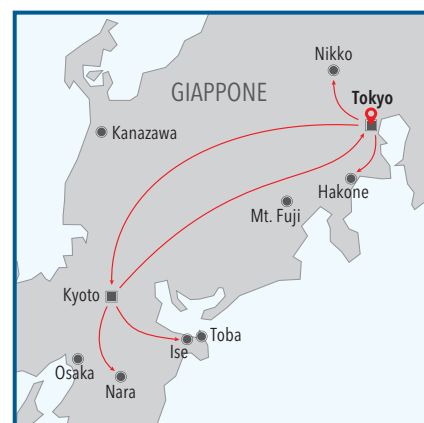 Nikko
GIAPPONE
Tokyo
Kanazawa
Hakone
Mt. Fuji
Kyoto
Toba
Ise
Osaka
Nara